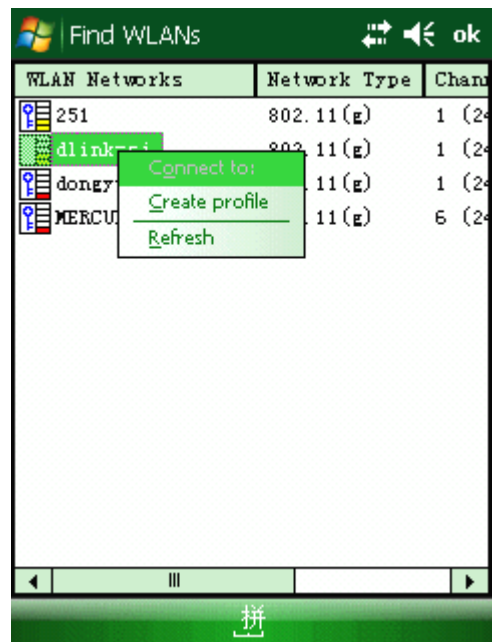 Find WLANs ok
WLAN Networks Network Type
251 802.11(g) 1
802.11(g) 1
Connect to:
11(g) 1
Create profile
11(g) 6
Refresh
拼